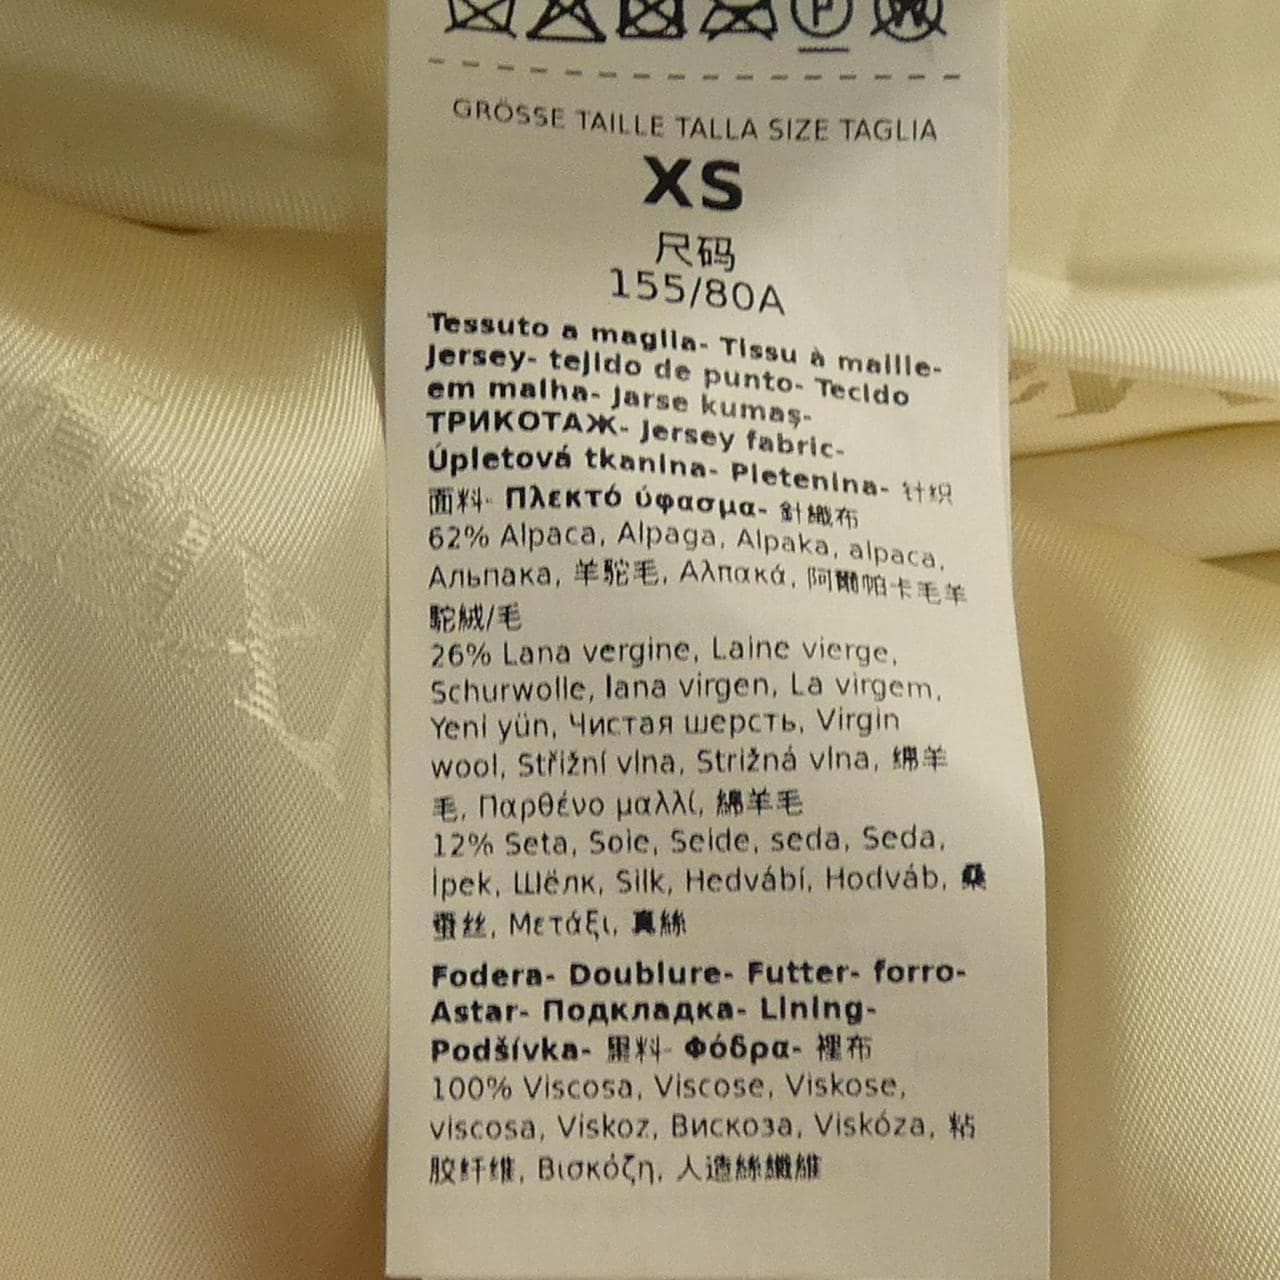 GRÖSSE TAILLE TALLA SIZE TAGLIA
XS
尺码
155/80A
Tessuto a maglia- Tissu à maille-
Jersey- tejido de punto- Tecido
em malha- Jarse kumaş-
ТРИКОТАЖ- Jersey fabric-
Úpletová tkanina- Pletenina- 针织
面料- Πλεκτό ύφασμα- 針織布
62% Alpaca, Alpaga, Alpaka, alpaca,
Альпака, 羊駝毛, Αλπακά, 阿爾帕卡毛羊
駝絨/毛
26% Lana vergine, Laine vierge,
Schurwolle, lana virgen, La virgem,
Yeni yün, Чистая шерсть, Virgin
wool, Střižní vlna, Strižná vlna, 绵羊
毛, Παρθένο μαλλί, 綿羊毛
12% Seta, Soie, Seide, seda, Seda,
İpek, Шёлк, Silk, Hedvábí, Hodváb, 桑
蚕丝, Μετάξι, 真絲
Fodera- Doublure- Futter- forro-
Astar- Подкладка- Lining-
Podšívka- 里料- Φόδρα- 裡布
100% Viscosa, Viscose, Viskose,
viscosa, Viskoz, Вискоза, Viskóza, 粘
胶纤维, Βισκόζη, 人造絲纖維